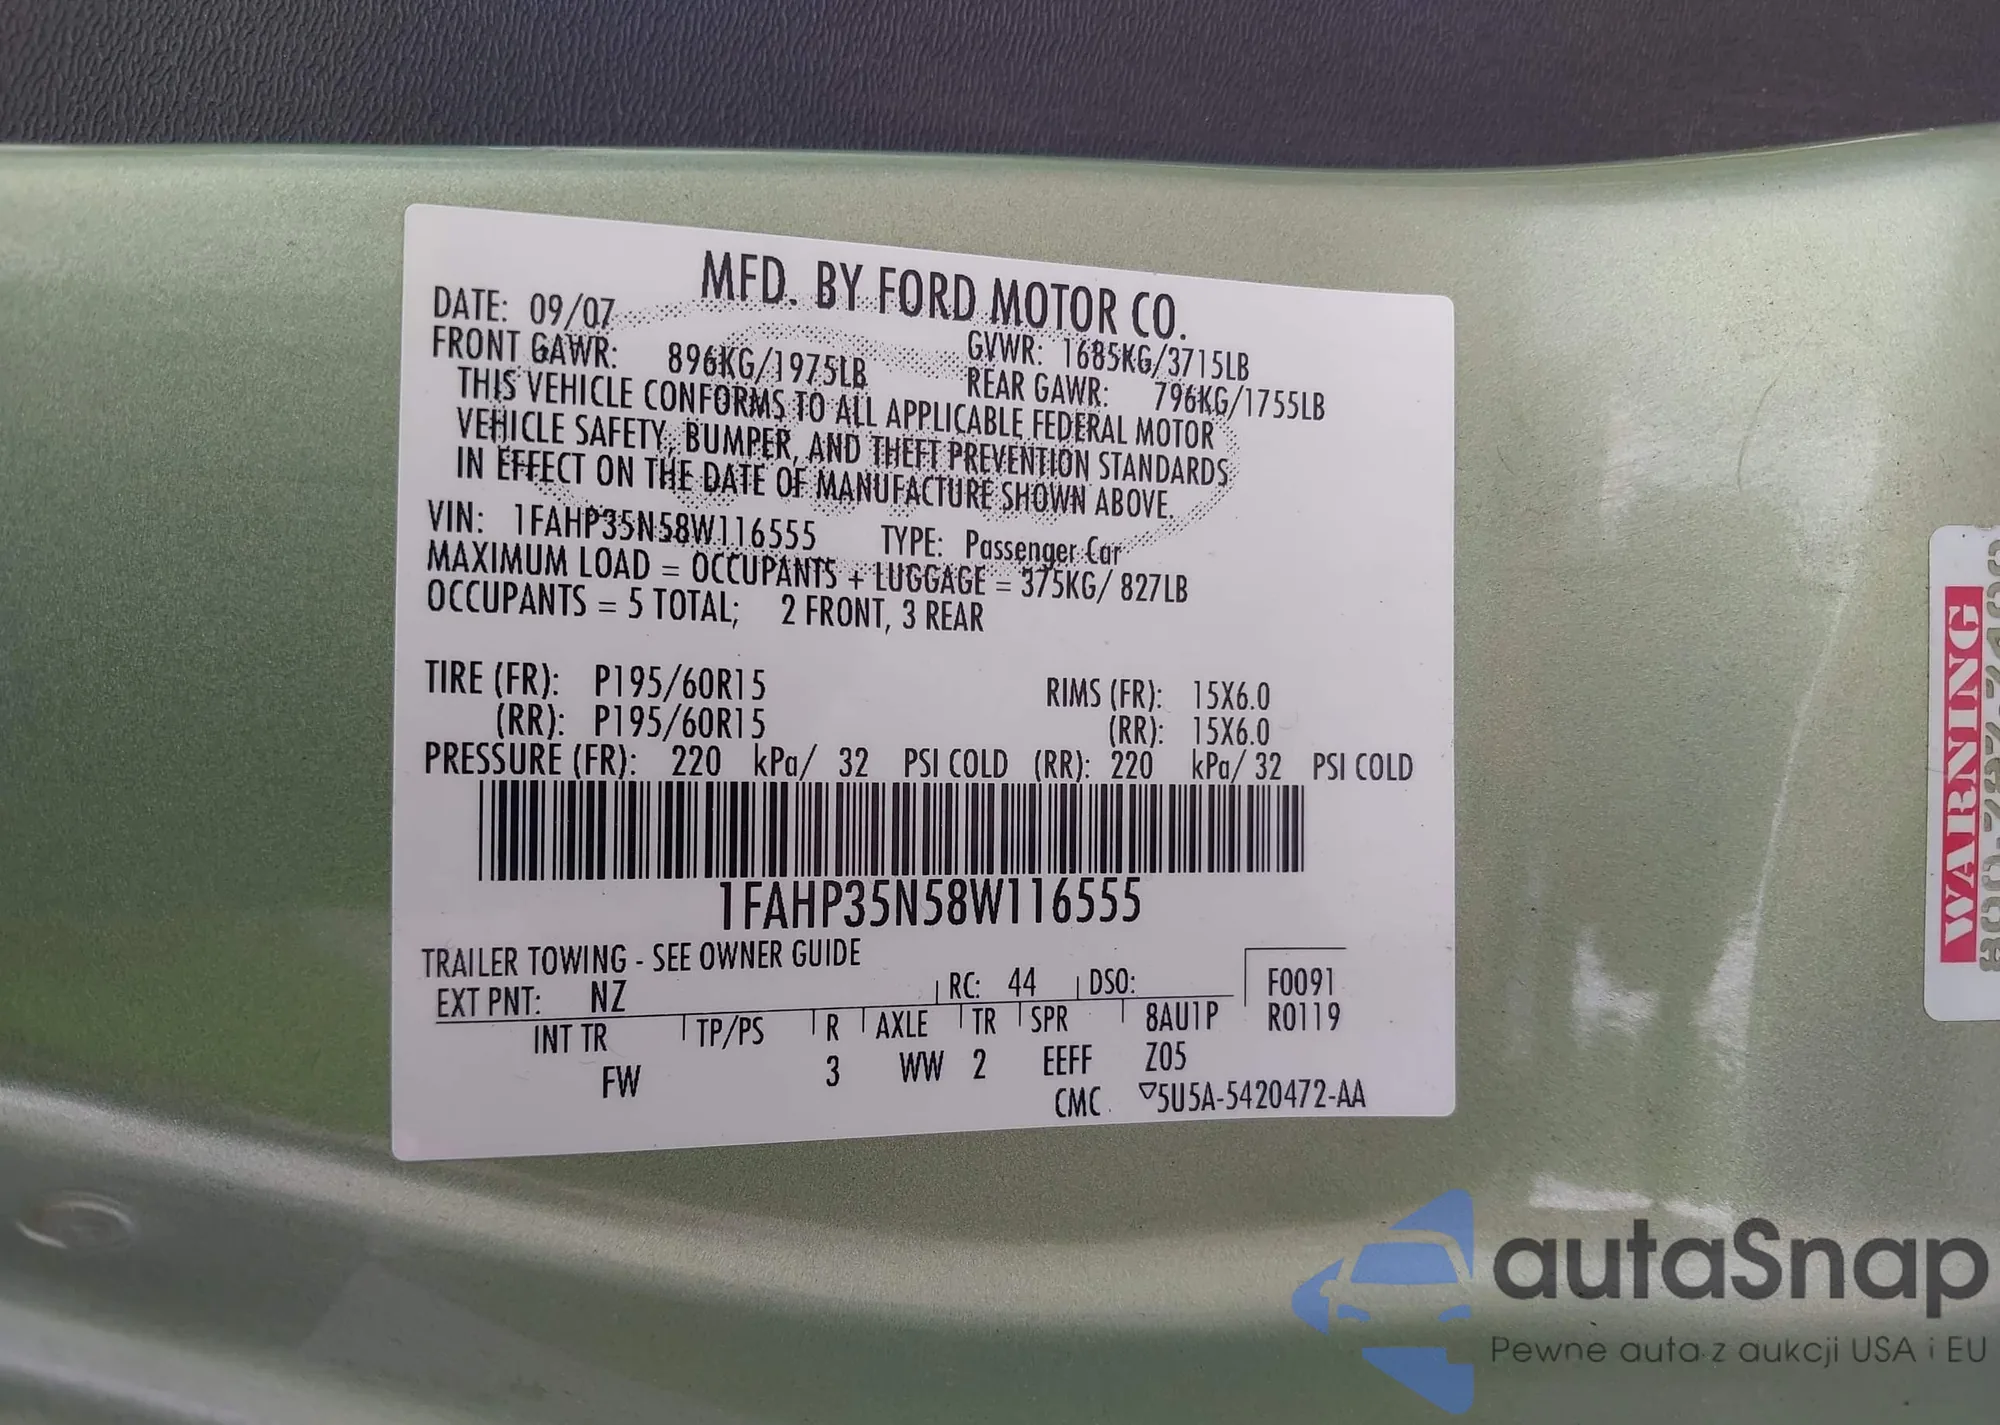 MFD. BY FORD MOTOR CO.
DATE: 09/07
GVWR: 1685KG/3715LB
FRONT GAWR: 896KG/1975LB
REAR GAWR: 796KG/1755LB
THIS VEHICLE CONFORMS TO ALL APPLICABLE FEDERAL MOTOR
VEHICLE SAFETY, BUMPER, AND THEFT PREVENTION STANDARDS
IN EFFECT ON THE DATE OF MANUFACTURE SHOWN ABOVE.
VIN: 1FAHP35N58W116555 TYPE: Passenger Car
MAXIMUM LOAD = OCCUPANTS + LUGGAGE = 375KG/ 827LB
OCCUPANTS = 5 TOTAL; 2 FRONT, 3 REAR
TIRE (FR): P195/60R15 RIMS (FR): 15X6.0
(RR): P195/60R15 (RR): 15X6.0
PRESSURE (FR): 220 kPa/ 32 PSI COLD (RR): 220 kPa/ 32 PSI COLD
1FAHP35N58W116555
TRAILER TOWING - SEE OWNER GUIDE
EXT PNT: NZ RC: 44 DSO: F0091
INT TR TP/PS R AXLE TR SPR 8AU1P R0119
FW 3 WW 2 EEFF Z05
CMC ▽5U5A-5420472-AA
WARNING
autaSnap
Pewne auta z aukcji USA i EU